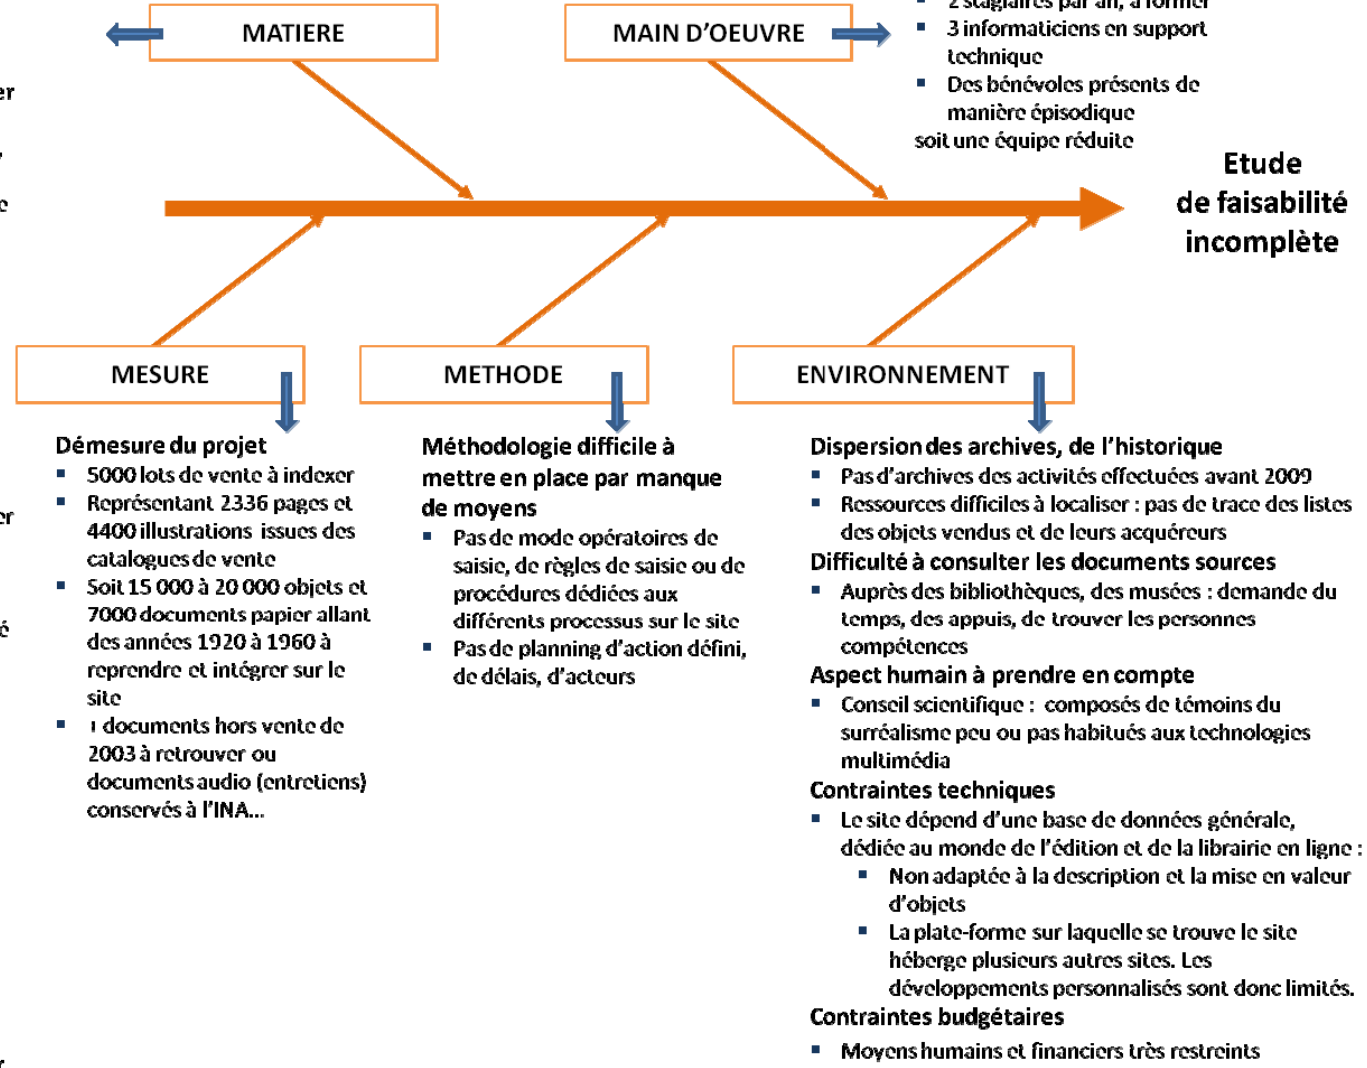 MATIERE
MAIN D'OEUVRE
2 stagiaires par an, à former
3 informaticiens en support
technique
Des bénévoles présents de
manière épisodique
soit une équipe réduite
er
e
Etude
de faisabilité
incomplète
MESURE
Démesure du projet
5000 lots de vente à indexer
Représentant 2336 pages et
4400 illustrations issues des
catalogues de vente
Soit 15 000 à 20 000 objets et
7000 documents papier allant
des années 1920 à 1960 à
reprendre et intégrer sur le
site
documents hors vente de
2003 à retrouver ou
documents audio (entretiens)
conservés à l'INA...
er
é
METHODE
Méthodologie difficile à
mettre en place par manque
de moyens
Pas de mode opératoires de
saisie, de règles de saisie ou de
procédures dédiées aux
différents processus sur le site
Pas de planning d'action défini,
de délais, d'acteurs
ENVIRONNEMENT
Dispersion des archives, de l'historique
Pas d'archives des activités effectuées avant 2009
Ressources difficiles à localiser : pas de trace des listes
des objets vendus et de leurs acquéreurs
Difficulté à consulter les documents sources
Auprès des bibliothèques, des musées : demande du
temps, des appuis, de trouver les personnes
compétences
Aspect humain à prendre en compte
Conseil scientifique : composés de témoins du
surréalisme peu ou pas habitués aux technologies
multimédia
Contraintes techniques
Le site dépend d'une base de données générale,
dédiée au monde de l'édition et de la librairie en ligne :
Non adaptée à la description et la mise en valeur
d'objets
La plate-forme sur laquelle se trouve le site
héberge plusieurs autres sites. Les
développements personnalisés sont donc limités.
Contraintes budgétaires
Moyens humains et financiers très restreints